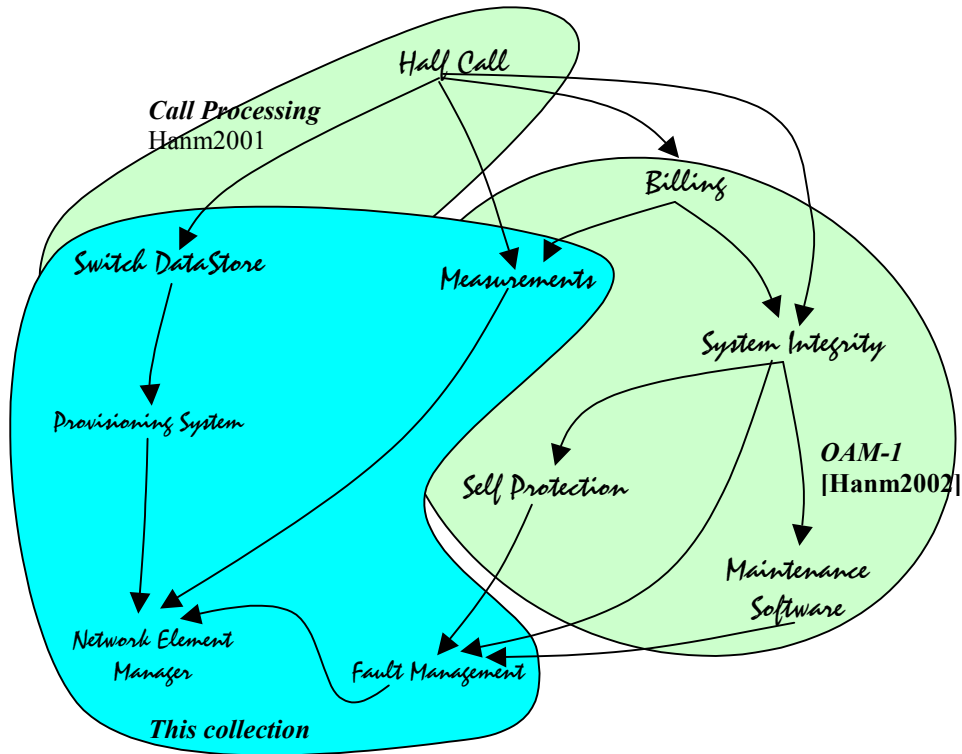 Half Call
Call Processing
Hanm2001
Billing
Switch DataStore
Measurements
System Integrity
Provisioning System
OAM-1
[Hanm2002]
Self Protection
Maintenance
Software
Network Element
Manager
Fault Management
This collection